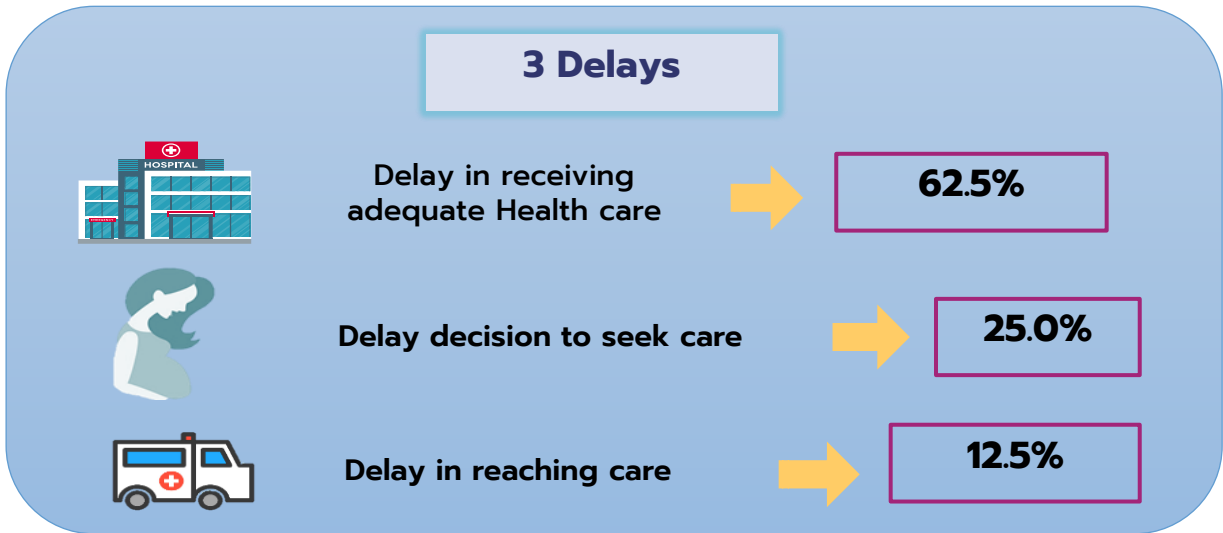 3 Delays
HOSPITAL
Delay in receiving
adequate Health care
62.5%
Delay decision to seek care
25.0%
Delay in reaching care
12.5%